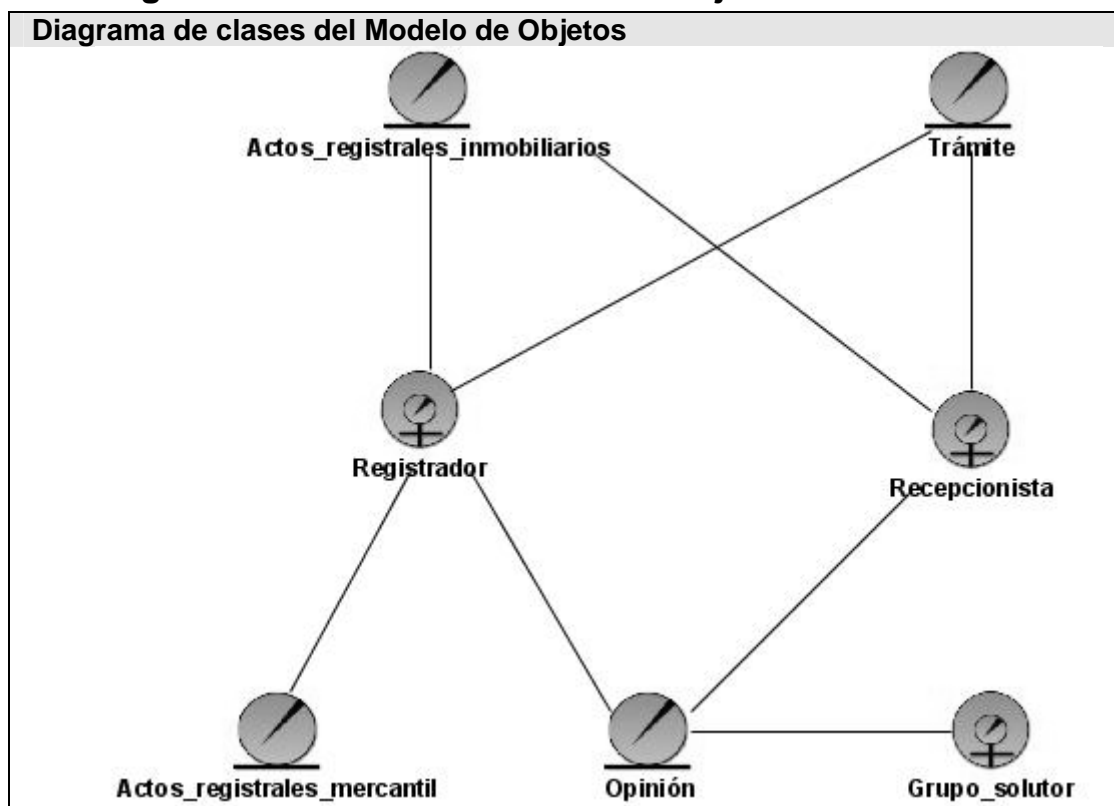 Diagrama de clases del Modelo de Objetos
Actos_registrales_inmobiliarios
Trámite
Registrador
Recepcionista
Actos_registrales_mercantil
Opinión
Grupo_solutor